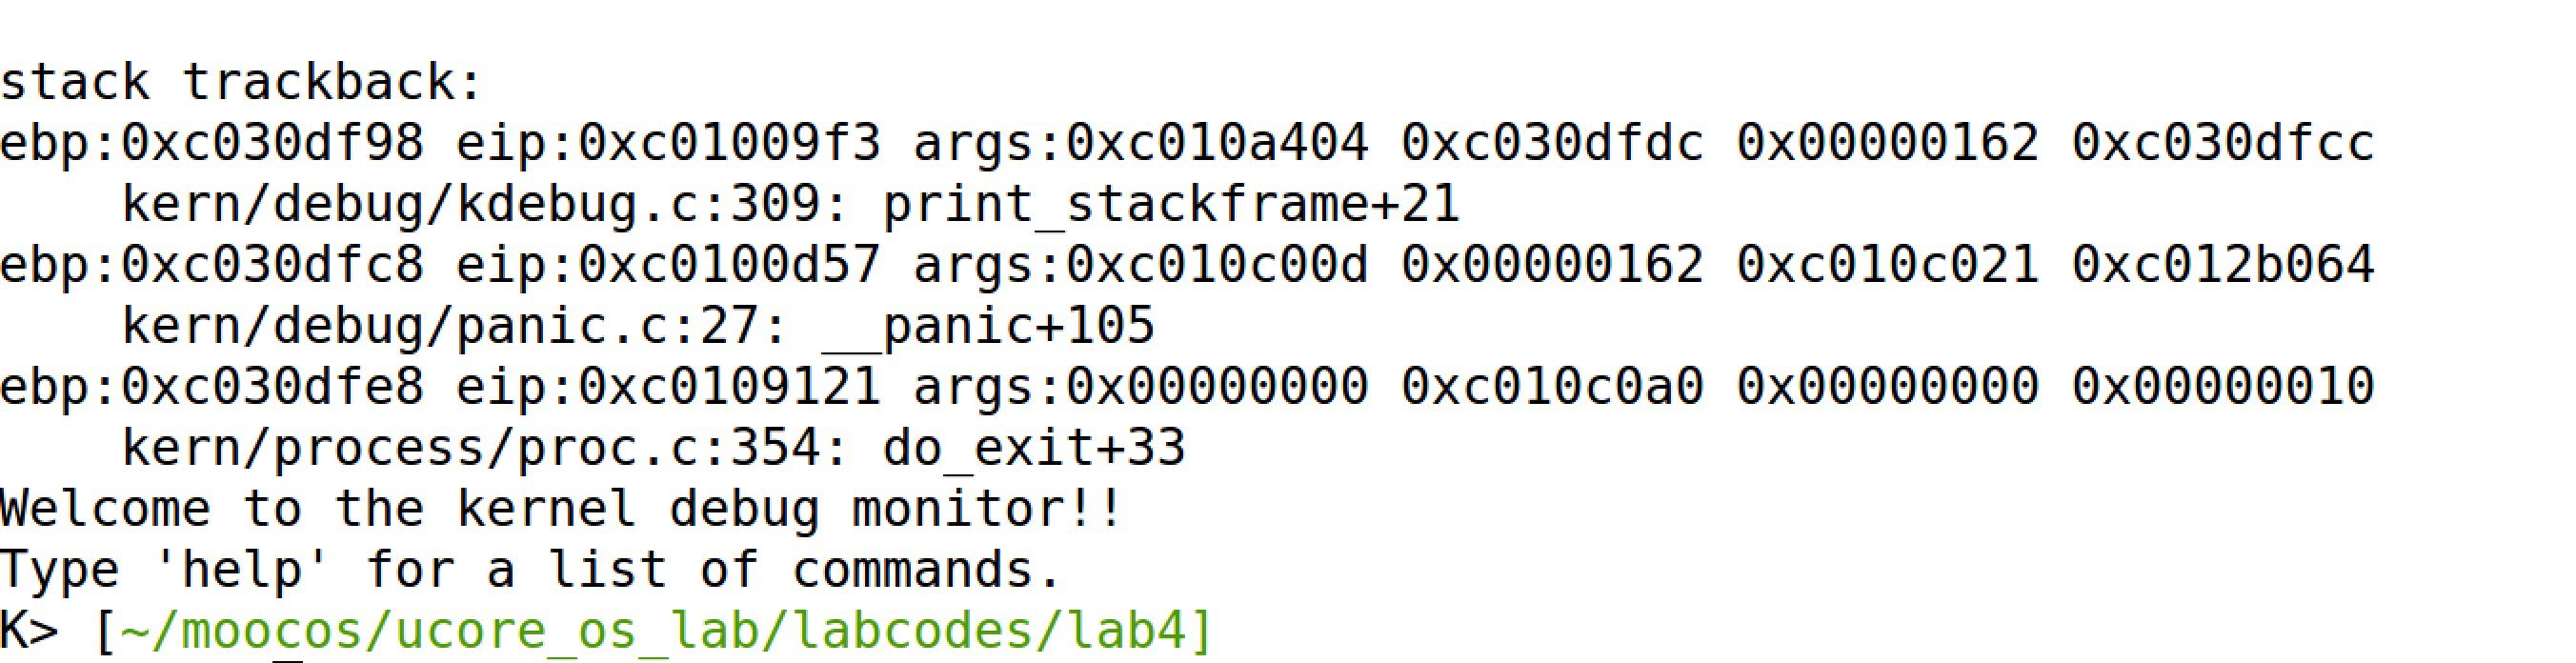 stack trackback:
ebp:0xc030df98 eip:0xc01009f3 args:0xc010a404 0xc030dfdc 0x00000162 0xc030dfcc
    kern/debug/kdebug.c:309: print_stackframe+21
ebp:0xc030dfc8 eip:0xc0100d57 args:0xc010c00d 0x00000162 0xc010c021 0xc012b064
    kern/debug/panic.c:27: __panic+105
ebp:0xc030dfe8 eip:0xc0109121 args:0x00000000 0xc010c0a0 0x00000000 0x00000010
    kern/process/proc.c:354: do_exit+33
Welcome to the kernel debug monitor!!
Type 'help' for a list of commands.
K> [~/moocos/ucore_os_lab/labcodes/lab4]